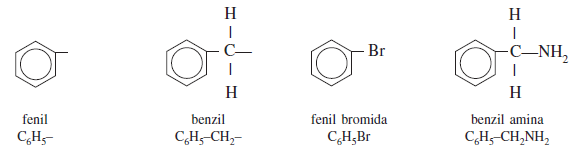 H
C
H
Br
H
C–NH₂
H
fenil
C₆H₅–
benzil
C₆H₅–CH₂–
fenil bromida
C₆H₅Br
benzil amina
C₆H₅–CH₂NH₂